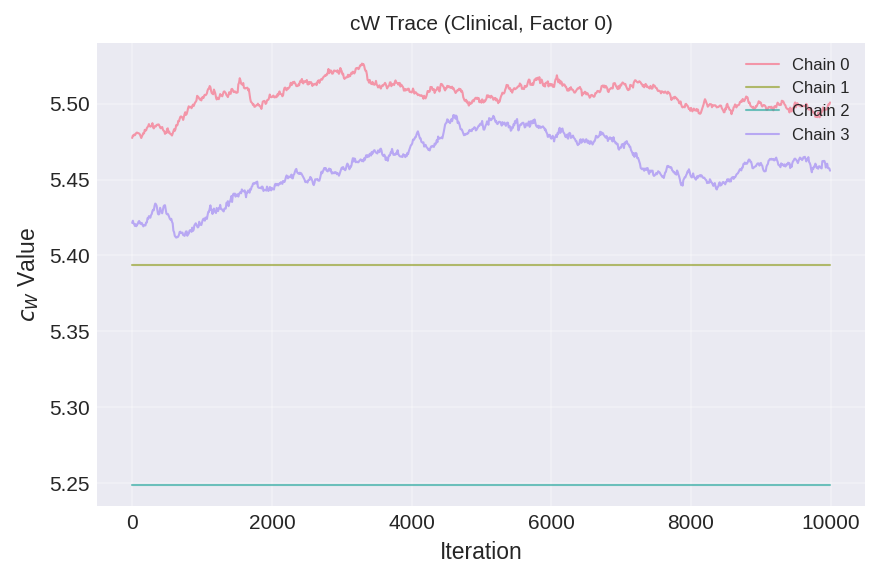 cW Trace (Clinical, Factor 0)
Chain 0
Chain 1
Chain 2
Chain 3
5.50
5.45
5.40
5.35
5.30
5.25
cW Value
0 2000 4000 6000 8000 10000
Iteration